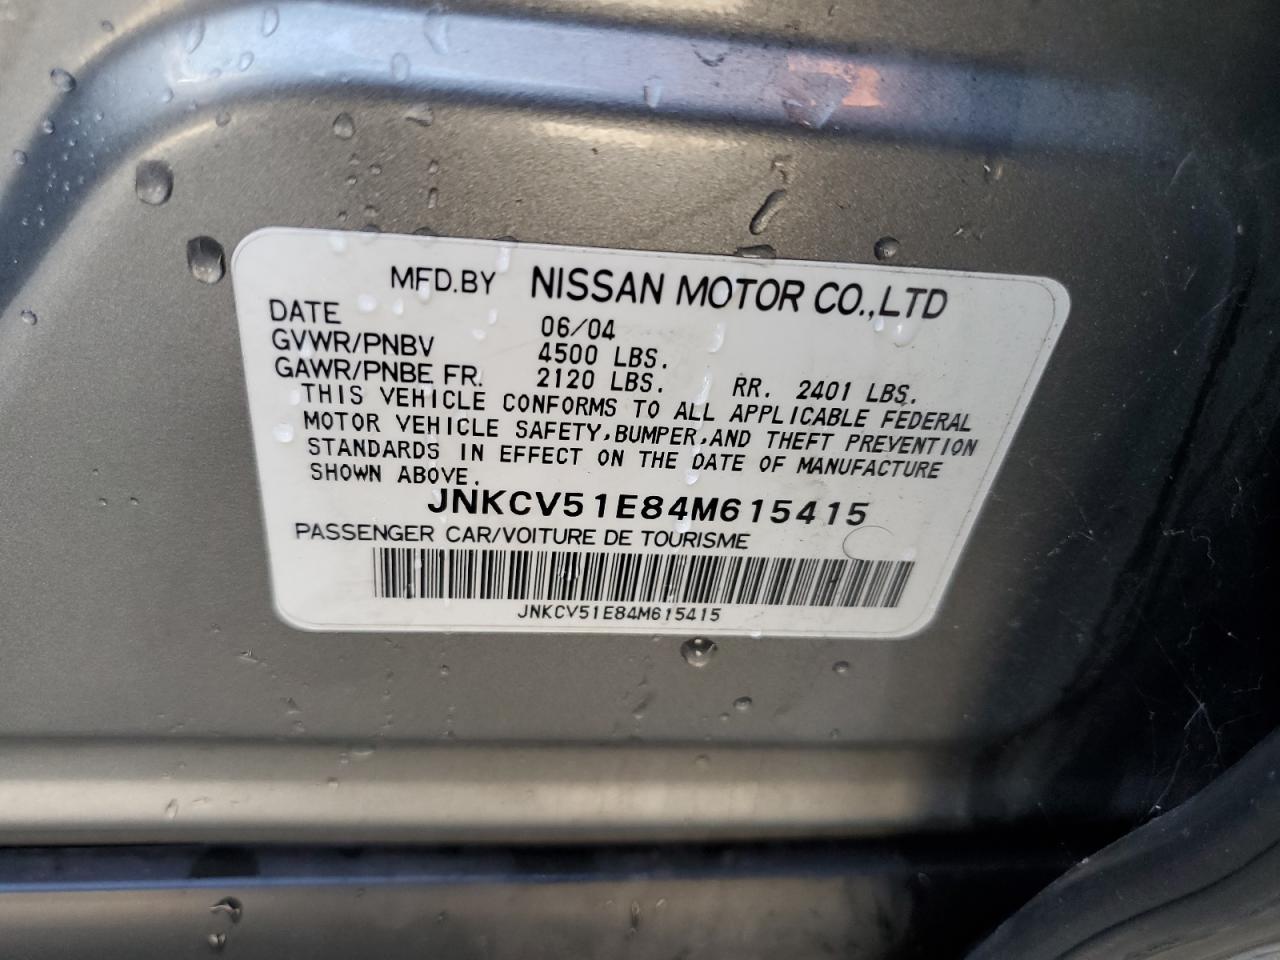 MFD.BY NISSAN MOTOR CO.,LTD
DATE 06/04
GVWR/PNBV 4500 LBS.
GAWR/PNBE FR. 2120 LBS. RR. 2401 LBS.
THIS VEHICLE CONFORMS TO ALL APPLICABLE FEDERAL
MOTOR VEHICLE SAFETY,BUMPER,AND THEFT PREVENTION
STANDARDS IN EFFECT ON THE DATE OF MANUFACTURE
SHOWN ABOVE.
JNKCV51E84M615415
PASSENGER CAR/VOITURE DE TOURISME
JNKCV51E84M615415